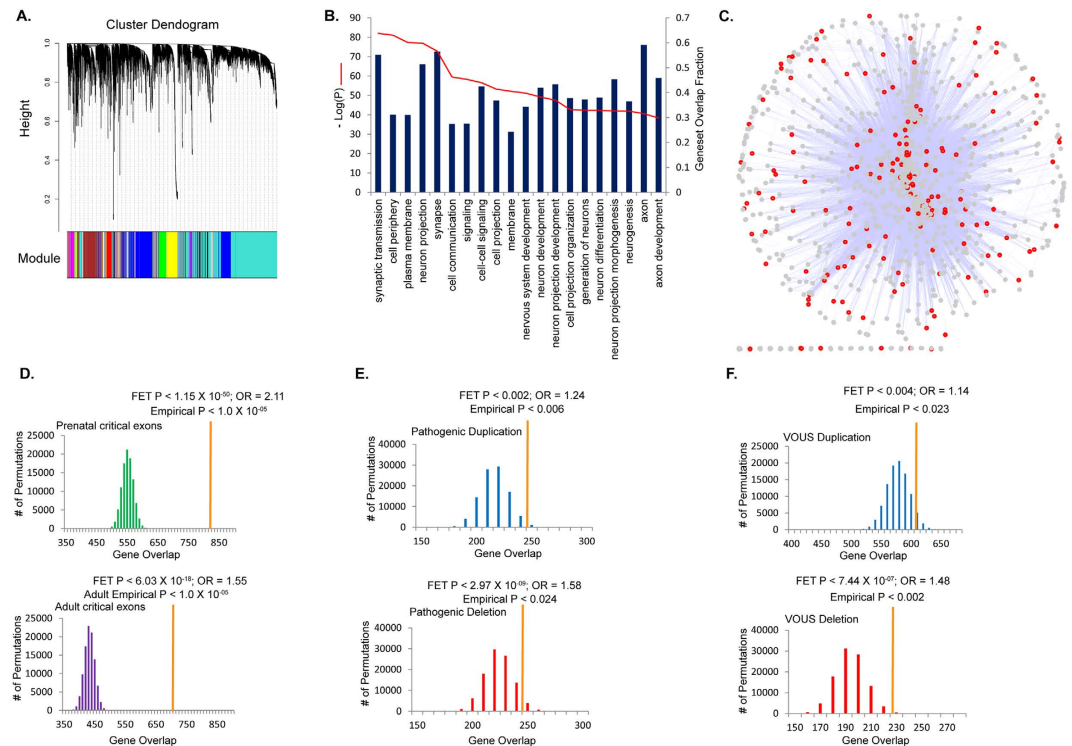 A.
Cluster Dendogram
Height
1.0
0.8
0.6
0.4
0.2
Module
B.
- Log(P)
90
80
70
60
50
40
30
20
10
0
0.7
0.6
0.5
0.4
0.3
0.2
0.1
0
Geneset Overlap Fraction
synaptic transmission
cell periphery
plasma membrane
neuron projection
synapse
cell communication
signaling
cell-cell signaling
cell projection
membrane
nervous system development
neuron development
neuron projection development
cell projection organization
generation of neurons
neuron differentiation
neuron projection morphogenesis
neurogenesis
axon
axon development
C.
D.
FET P < 1.15 X 10-50; OR = 2.11
Empirical P < 1.0 X 10-05
Prenatal critical exons
# of Permutations
25000
20000
15000
10000
5000
0
350 450 550 650 750 850
Gene Overlap
FET P < 6.03 X 10-18; OR = 1.55
Adult Empirical P < 1.0 X 10-05
Adult critical exons
# of Permutations
25000
20000
15000
10000
5000
0
350 450 550 650 750 850
Gene Overlap
E.
FET P < 0.002; OR = 1.24
Empirical P < 0.006
Pathogenic Duplication
# of Permutations
40000
30000
20000
10000
0
150 200 250 300
Gene Overlap
FET P < 2.97 X 10-09; OR = 1.58
Empirical P < 0.024
Pathogenic Deletion
# of Permutations
40000
30000
20000
10000
0
150 200 250 300
Gene Overlap
F.
FET P < 0.004; OR = 1.14
Empirical P < 0.023
VOUS Duplication
# of Permutations
25000
20000
15000
10000
5000
0
400 450 500 550 600 650
Gene Overlap
FET P < 7.44 X 10-07; OR = 1.48
Empirical P < 0.002
VOUS Deletion
# of Permutations
40000
30000
20000
10000
0
150 170 190 210 230 250 270
Gene Overlap